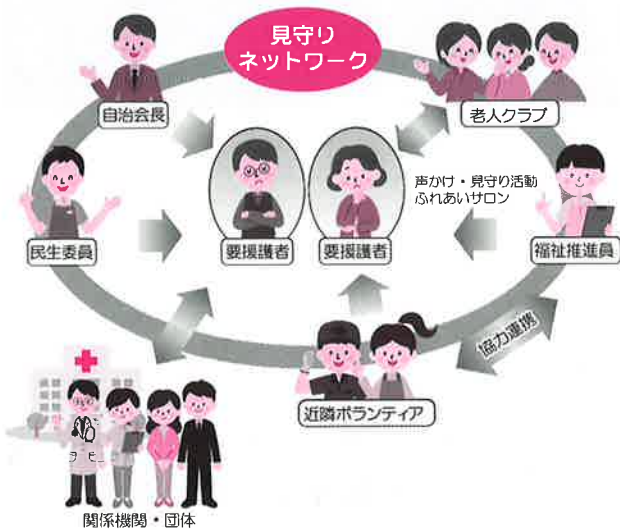 見守り
ネットワーク
自治会長
老人クラブ
声かけ・見守り活動
ふれあいサロン
民生委員
要援護者
要援護者
福祉推進員
協力連携
近隣ボランティア
関係機関・団体